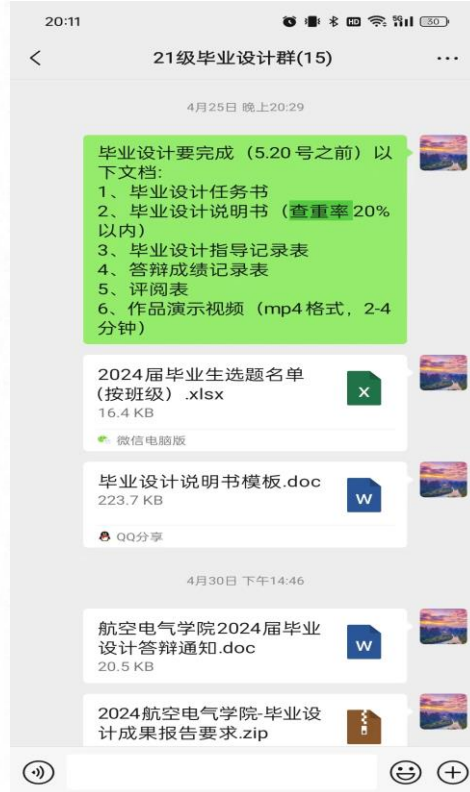 20:11
HD 5G 30
21级毕业设计群(15)
4月25日 晚上20:29
毕业设计要完成（5.20号之前）以
下文档:
1、毕业设计任务书
2、毕业设计说明书（查重率20%
以内）
3、毕业设计指导记录表
4、答辩成绩记录表
5、评阅表
6、作品演示视频（mp4格式，2-4
分钟）
2024届毕业生选题名单
(按班级）.xlsx
16.4 KB
X
微信电脑版
毕业设计说明书模板.doc
223.7 KB
W
QQ分享
4月30日 下午14:46
航空电气学院2024届毕业
设计答辩通知.doc
20.5 KB
W
2024航空电气学院-毕业设
计成果报告要求.zip